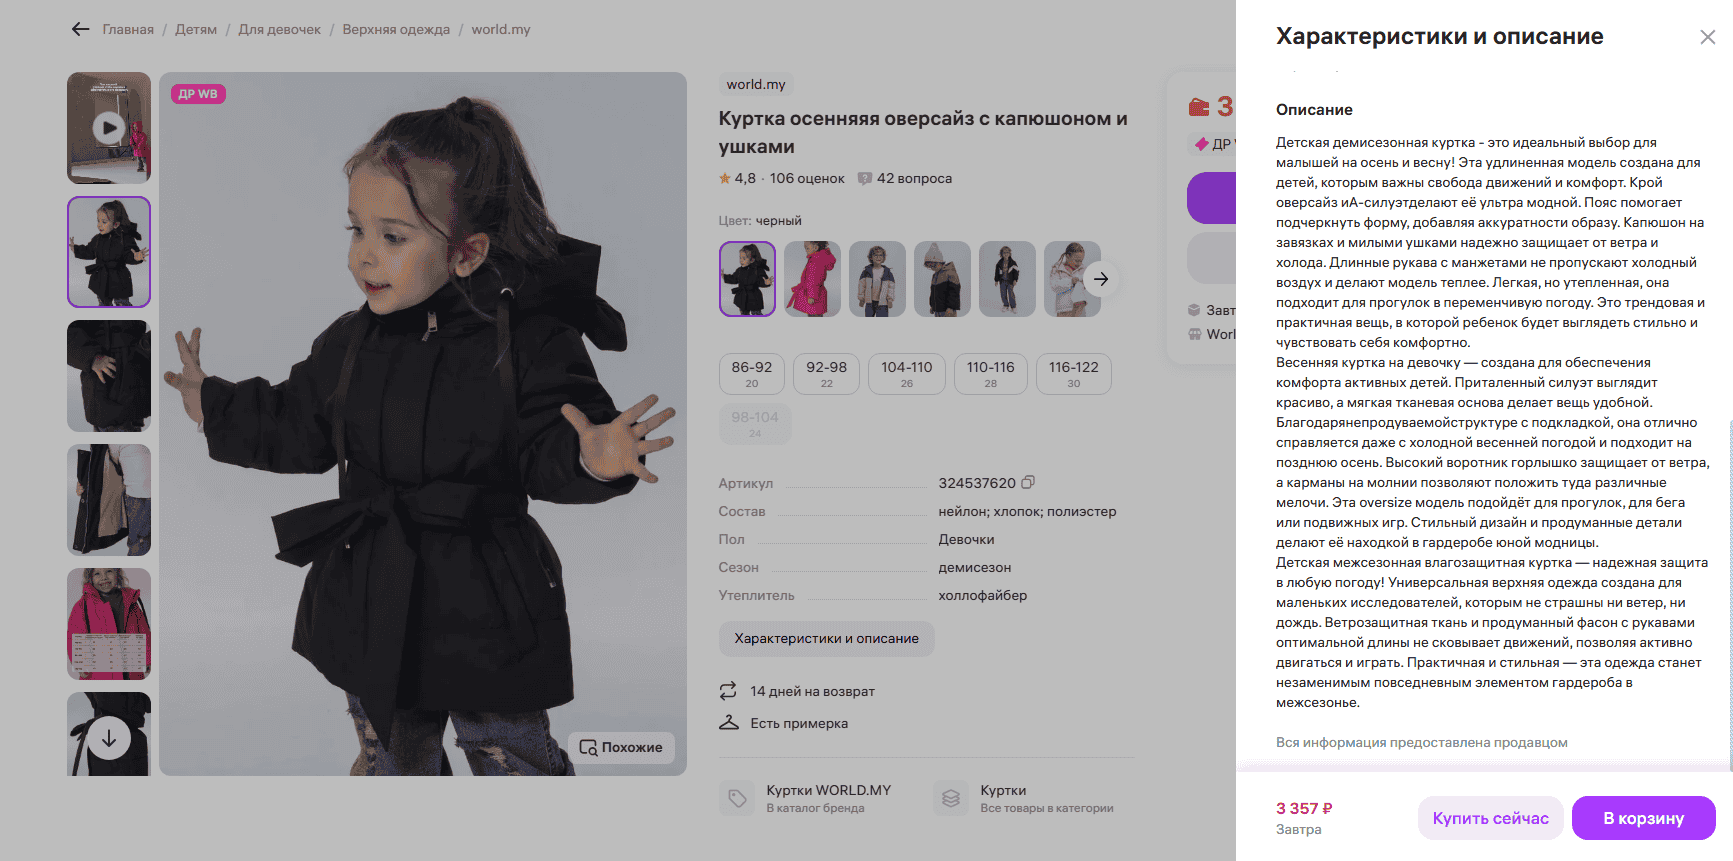 Главная / Детям / Для девочек / Верхняя одежда / world.my
ДР WB
Похожие
world.my
Куртка осенняяя оверсайз с капюшоном и
ушками
4,8 · 106 оценок 42 вопроса
Цвет: черный
86-92
20
92-98
22
104-110
26
110-116
28
116-122
30
98-104
24
Артикул 324537620
Состав нейлон; хлопок; полиэстер
Пол Девочки
Сезон демисезон
Утеплитель холлофайбер
Характеристики и описание
14 дней на возврат
Есть примерка
Куртки WORLD.MY
В каталог бренда
Куртки
Все товары в категории
3
ДР
Завт
Worl
Характеристики и описание
Описание
Детская демисезонная куртка - это идеальный выбор для
малышей на осень и весну! Эта удлиненная модель создана для
детей, которым важны свобода движений и комфорт. Крой
оверсайз иА-силуэтделают её ультра модной. Пояс помогает
подчеркнуть форму, добавляя аккуратности образу. Капюшон на
завязках и милыми ушками надежно защищает от ветра и
холода. Длинные рукава с манжетами не пропускают холодный
воздух и делают модель теплее. Легкая, но утепленная, она
подходит для прогулок в переменчивую погоду. Это трендовая и
практичная вещь, в которой ребенок будет выглядеть стильно и
чувствовать себя комфортно.
Весенняя куртка на девочку — создана для обеспечения
комфорта активных детей. Приталенный силуэт выглядит
красиво, а мягкая тканевая основа делает вещь удобной.
Благодарянепродуваемойструктуре с подкладкой, она отлично
справляется даже с холодной весенней погодой и подходит на
позднюю осень. Высокий воротник горлышко защищает от ветра,
а карманы на молнии позволяют положить туда различные
мелочи. Эта oversize модель подойдёт для прогулок, для бега
или подвижных игр. Стильный дизайн и продуманные детали
делают её находкой в гардеробе юной модницы.
Детская межсезонная влагозащитная куртка — надежная защита
в любую погоду! Универсальная верхняя одежда создана для
маленьких исследователей, которым не страшны ни ветер, ни
дождь. Ветрозащитная ткань и продуманный фасон с рукавами
оптимальной длины не сковывает движений, позволяя активно
двигаться и играть. Практичная и стильная — эта одежда станет
незаменимым повседневным элементом гардероба в
межсезонье.
Вся информация предоставлена продавцом
3 357 ₽
Завтра
Купить сейчас
В корзину